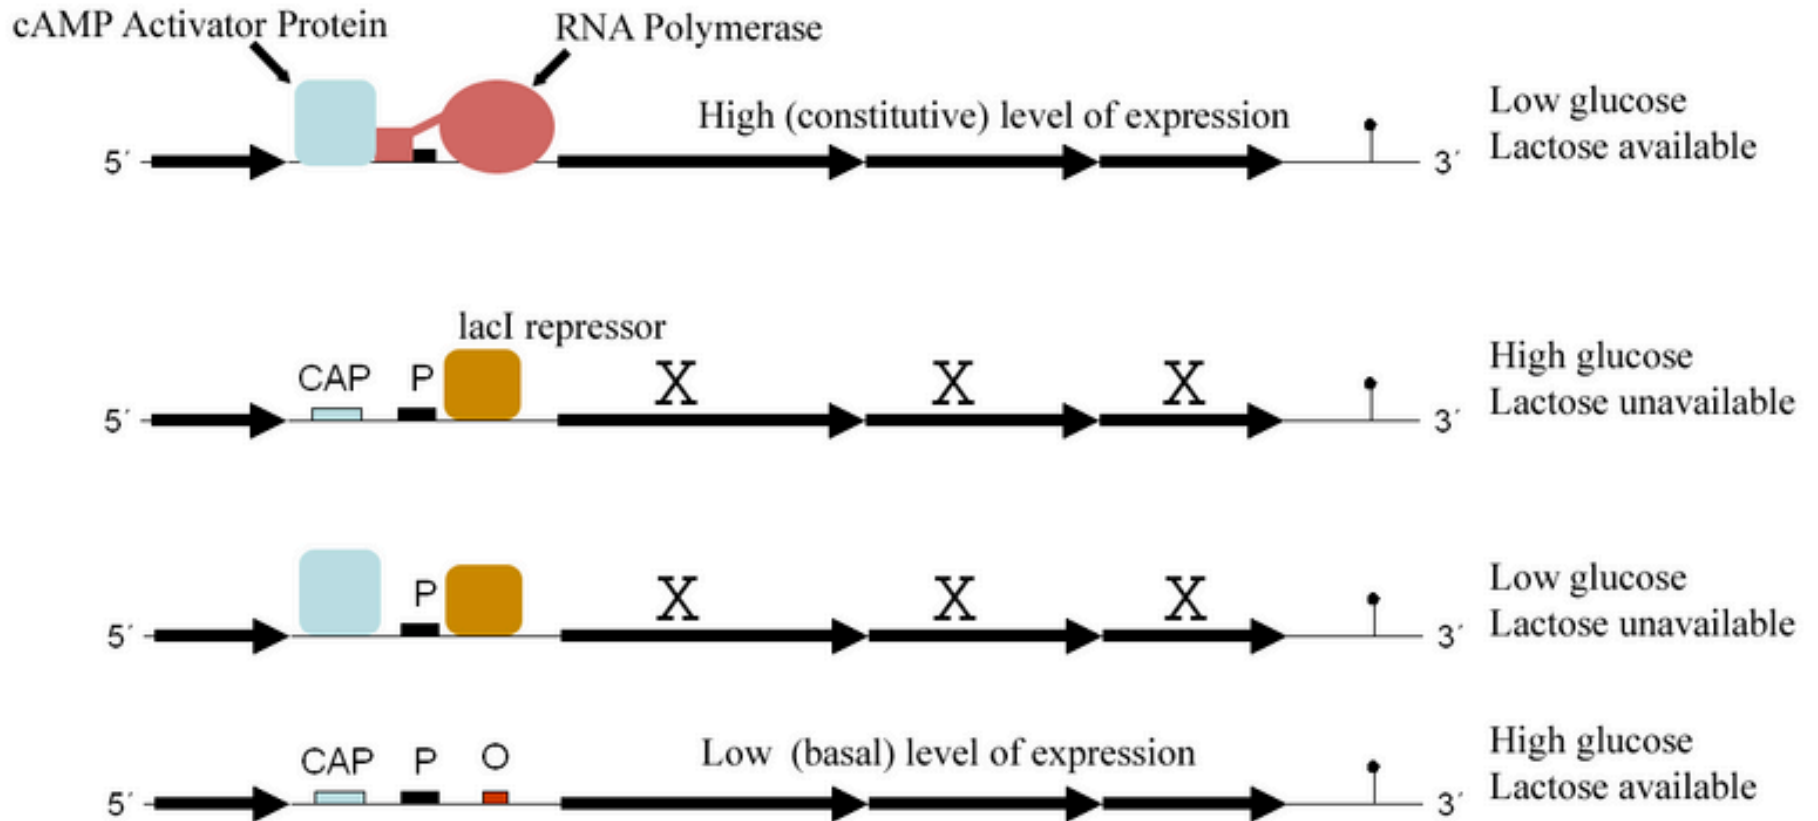 cAMP Activator Protein
RNA Polymerase
High (constitutive) level of expression
Low glucose
Lactose available
5´
3´
lacI repressor
CAP P
X X X
High glucose
Lactose unavailable
5´
3´
P
X X X
Low glucose
Lactose unavailable
5´
3´
CAP P O
Low (basal) level of expression
High glucose
Lactose available
5´
3´